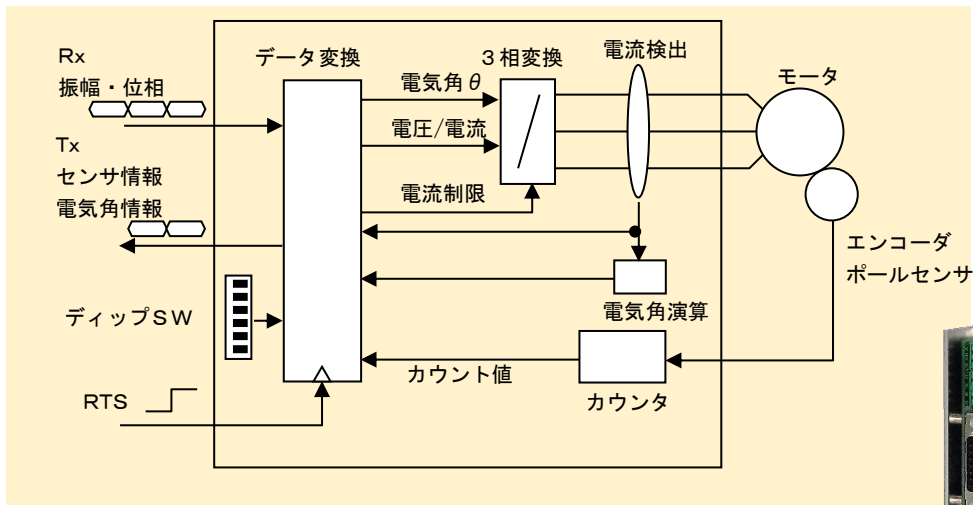 Rx
振幅・位相
Tx
センサ情報
電気角情報
ディップSW
RTS
データ変換
電気角θ
電圧/電流
電流制限
3相変換
電流検出
モータ
エンコーダ
ポールセンサ
電気角演算
カウント値
カウンタ